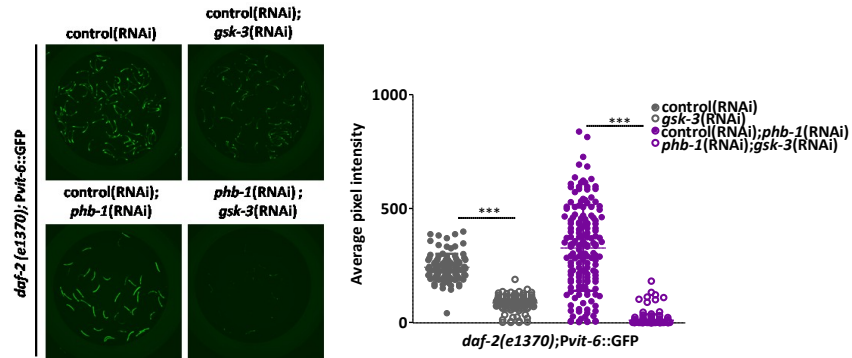 control(RNAi)
control(RNAi);
gsk-3(RNAi)
daf-2 (e1370); Pvit-6::GFP
control(RNAi);
phb-1(RNAi)
phb-1(RNAi) ;
gsk-3(RNAi)
Average pixel intensity
1000
500
0
***
***
control(RNAi)
gsk-3(RNAi)
control(RNAi);phb-1(RNAi)
phb-1(RNAi);gsk-3(RNAi)
daf-2(e1370);Pvit-6::GFP